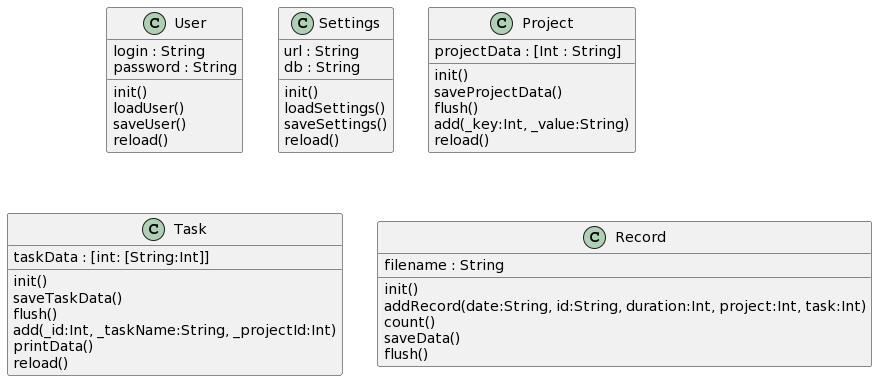 C User
login : String
password : String
init()
loadUser()
saveUser()
reload()
C Settings
url : String
db : String
init()
loadSettings()
saveSettings()
reload()
C Project
projectData : [Int : String]
init()
saveProjectData()
flush()
add(_key:Int, _value:String)
reload()
C Task
taskData : [int: [String:Int]]
init()
saveTaskData()
flush()
add(_id:Int, _taskName:String, _projectId:Int)
printData()
reload()
C Record
filename : String
init()
addRecord(date:String, id:String, duration:Int, project:Int, task:Int)
count()
saveData()
flush()